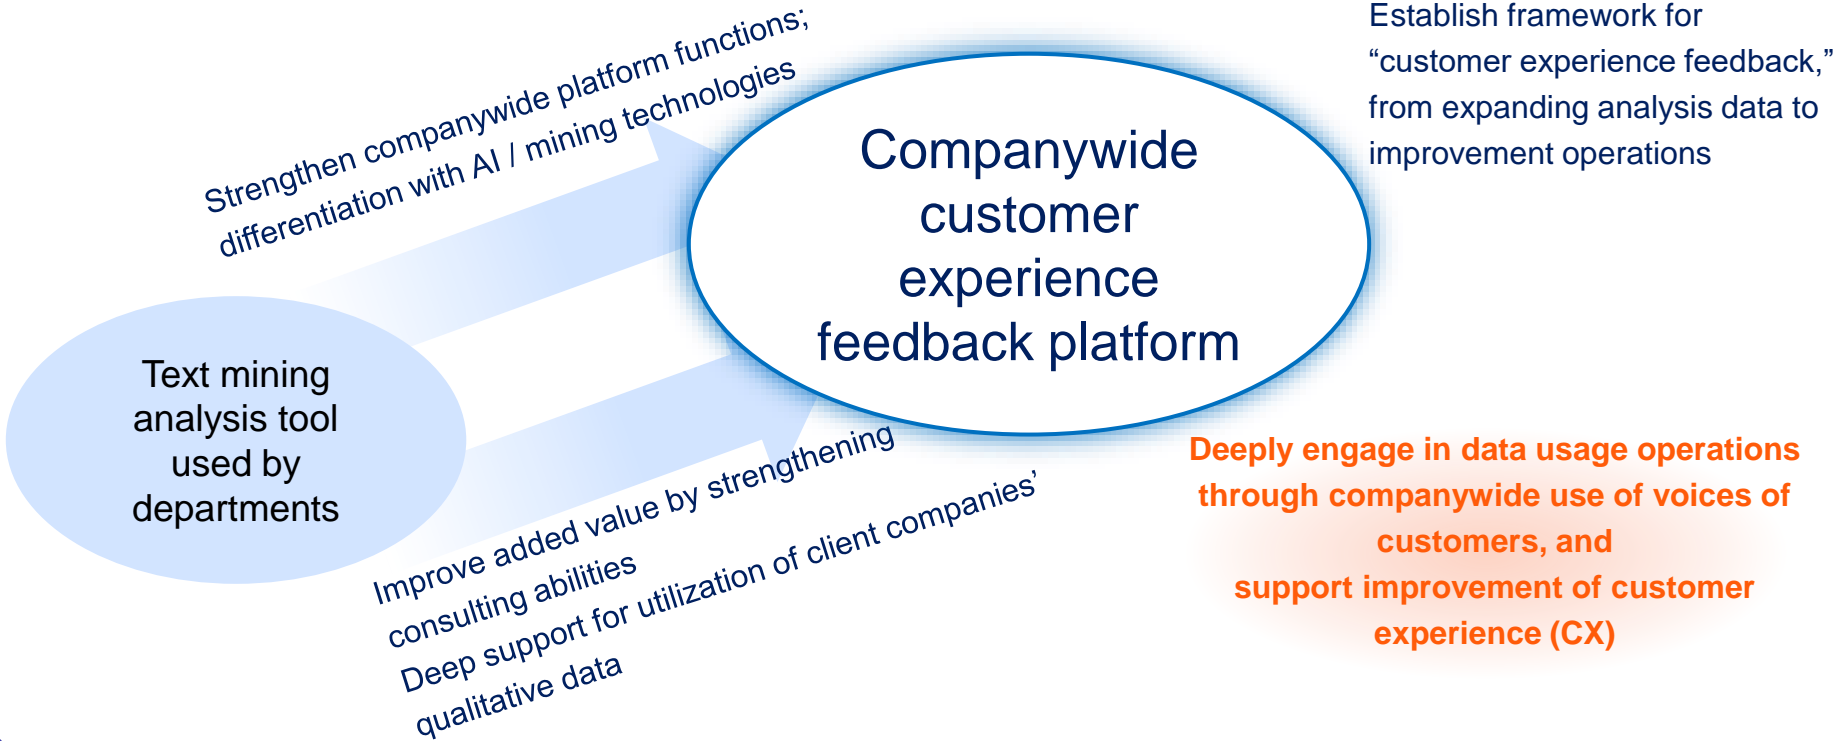 Strengthen companywide platform functions;
differentiation with AI / mining technologies
Establish framework for
“customer experience feedback,”
from expanding analysis data to
improvement operations
Companywide
customer
experience
feedback platform
Text mining
analysis tool
used by
departments
Improve added value by strengthening
consulting abilities
Deep support for utilization of client companies’
qualitative data
Deeply engage in data usage operations
through companywide use of voices of
customers, and
support improvement of customer
experience (CX)